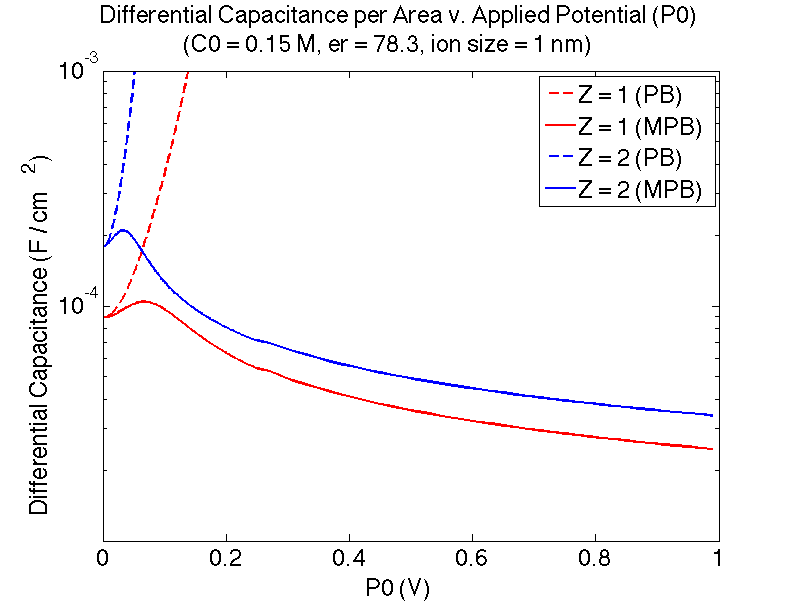 Differential Capacitance per Area v. Applied Potential (P0)
(C0 = 0.15 M, er = 78.3, ion size = 1 nm)
10^-3
Z = 1 (PB)
Z = 1 (MPB)
Z = 2 (PB)
Z = 2 (MPB)
Differential Capacitance (F / cm^2)
10^-4
0 0.2 0.4 0.6 0.8 1
P0 (V)